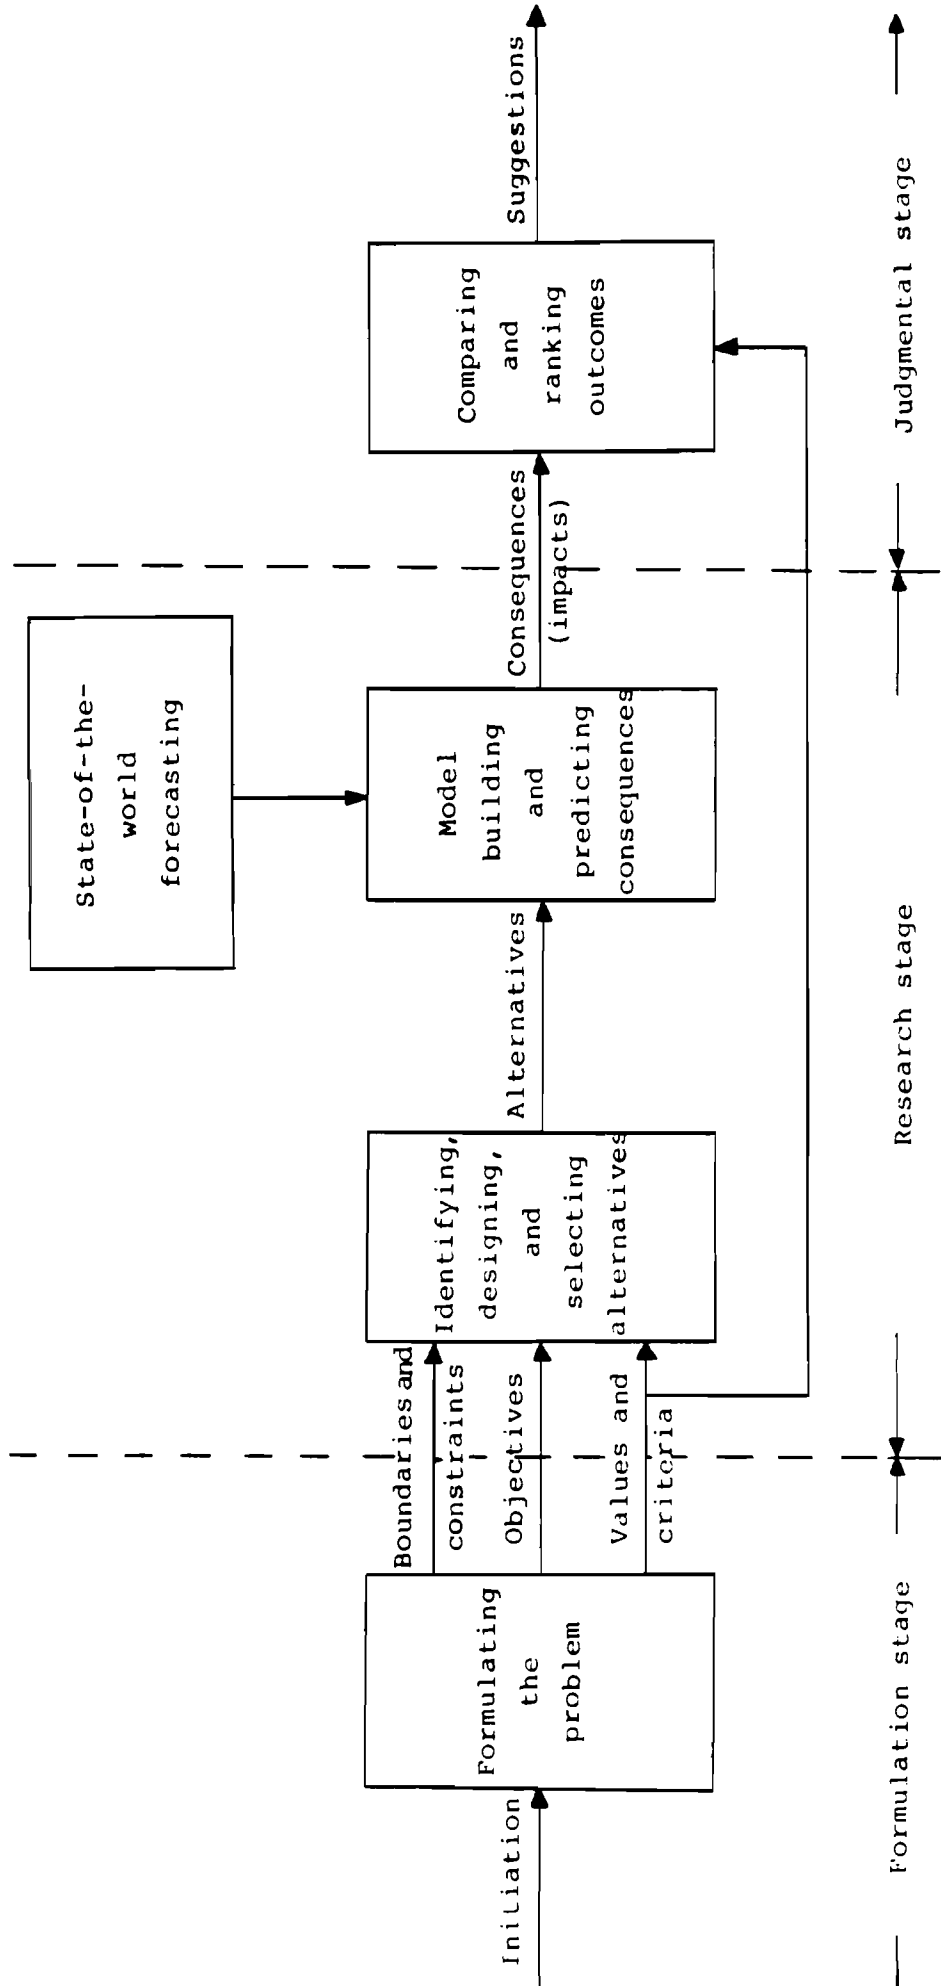 State-of-the-
world
forecasting
Initiation
Formulating
the
problem
Boundaries and
constraints
Objectives
Values and
criteria
Identifying,
designing,
and
selecting
alternatives
Alternatives
Model
building
and
predicting
consequences
Consequences
(impacts)
Comparing
and
ranking
outcomes
Suggestions
Formulation stage
Research stage
Judgmental stage